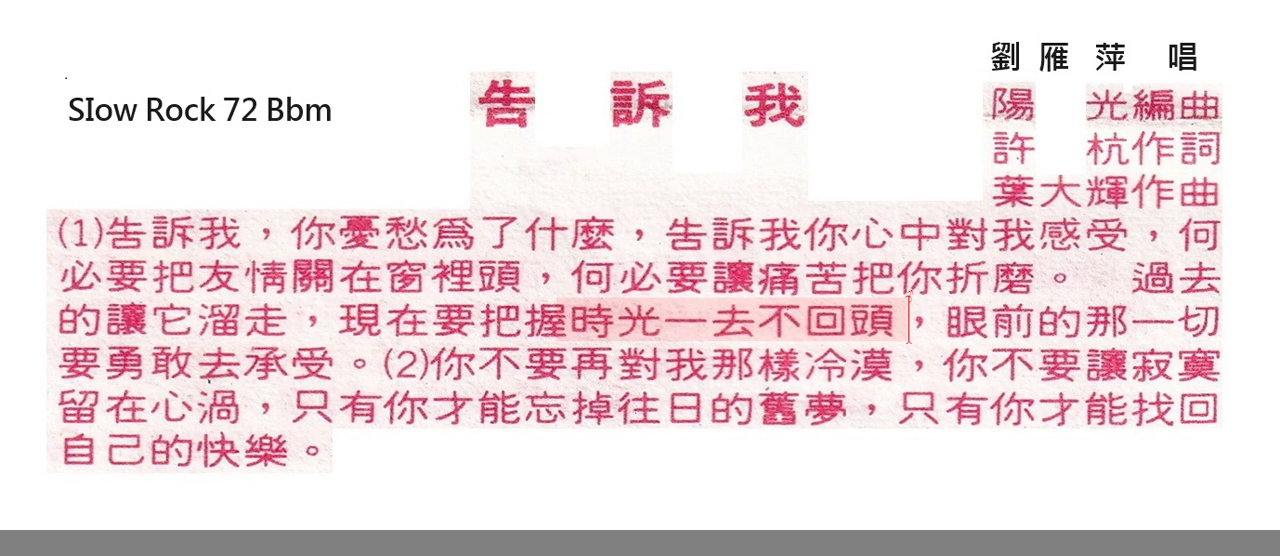 劉雁萍 唱
SIow Rock 72 Bbm
告訴我
陽 光編曲
許 杭作詞
葉大輝作曲
(1)告訴我，你憂愁為了什麼，告訴我你心中對我感受，何
必要把友情關在窗裡頭，何必要讓痛苦把你折磨。 過去
的讓它溜走，現在要把握時光一去不回頭，眼前的那一切
要勇敢去承受。(2)你不要再對我那樣冷漠，你不要讓寂寞
留在心渦，只有你才能忘掉往日的舊夢，只有你才能找回
自己的快樂。